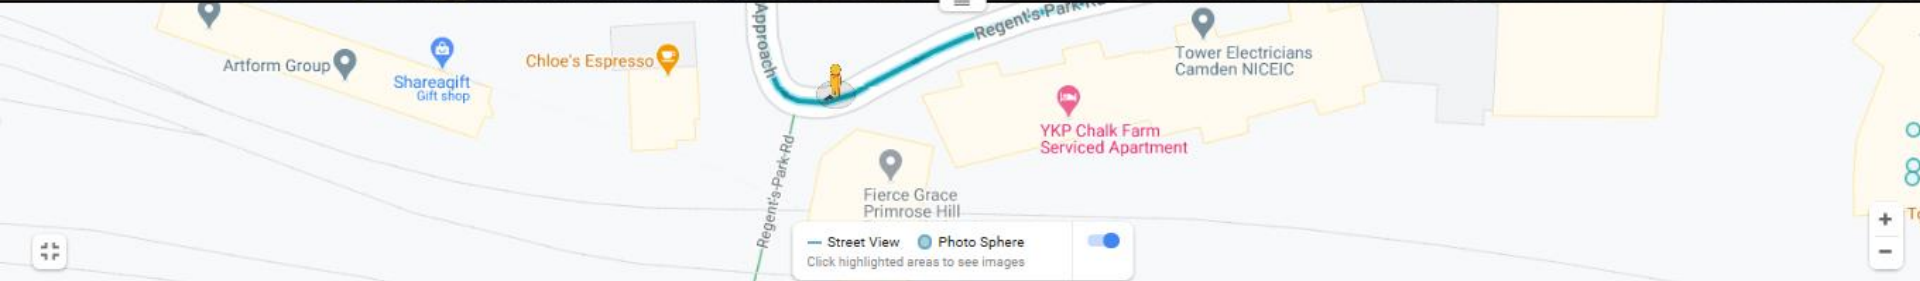 Approach
Regent's Park Rd
Artform Group
Shareagift
Gift shop
Chloe's Espresso
Tower Electricians
Camden NICEIC
YKP Chalk Farm
Serviced Apartment
Regent's Park Rd
Fierce Grace
Primrose Hill
Street View
Photo Sphere
Click highlighted areas to see images